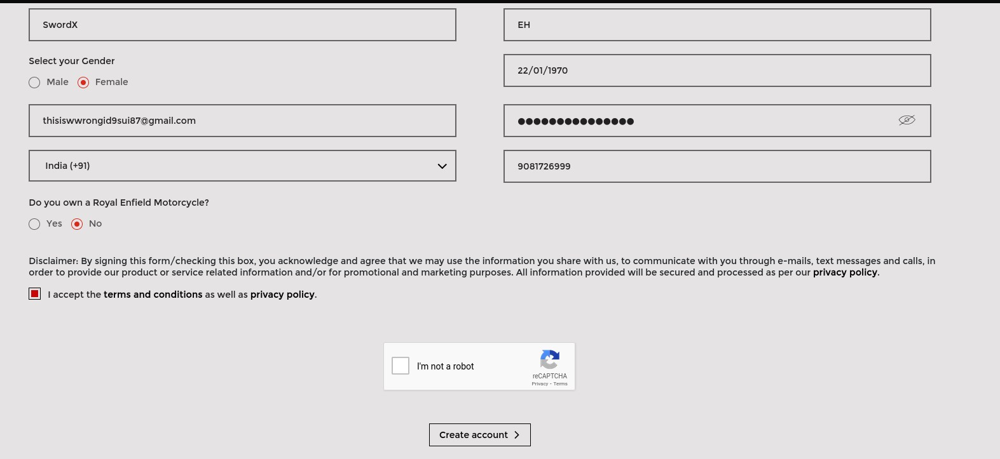 SwordX
EH
Select your Gender
Male
Female
22/01/1970
thisiswwrongid9sui87@gmail.com
India (+91)
9081726999
Do you own a Royal Enfield Motorcycle?
Yes
No
Disclaimer: By signing this form/checking this box, you acknowledge and agree that we may use the information you share with us, to communicate with you through e-mails, text messages and calls, in
order to provide our product or service related information and/or for promotional and marketing purposes. All information provided will be secured and processed as per our privacy policy.
I accept the terms and conditions as well as privacy policy.
I'm not a robot
reCAPTCHA
Privacy - Terms
Create account